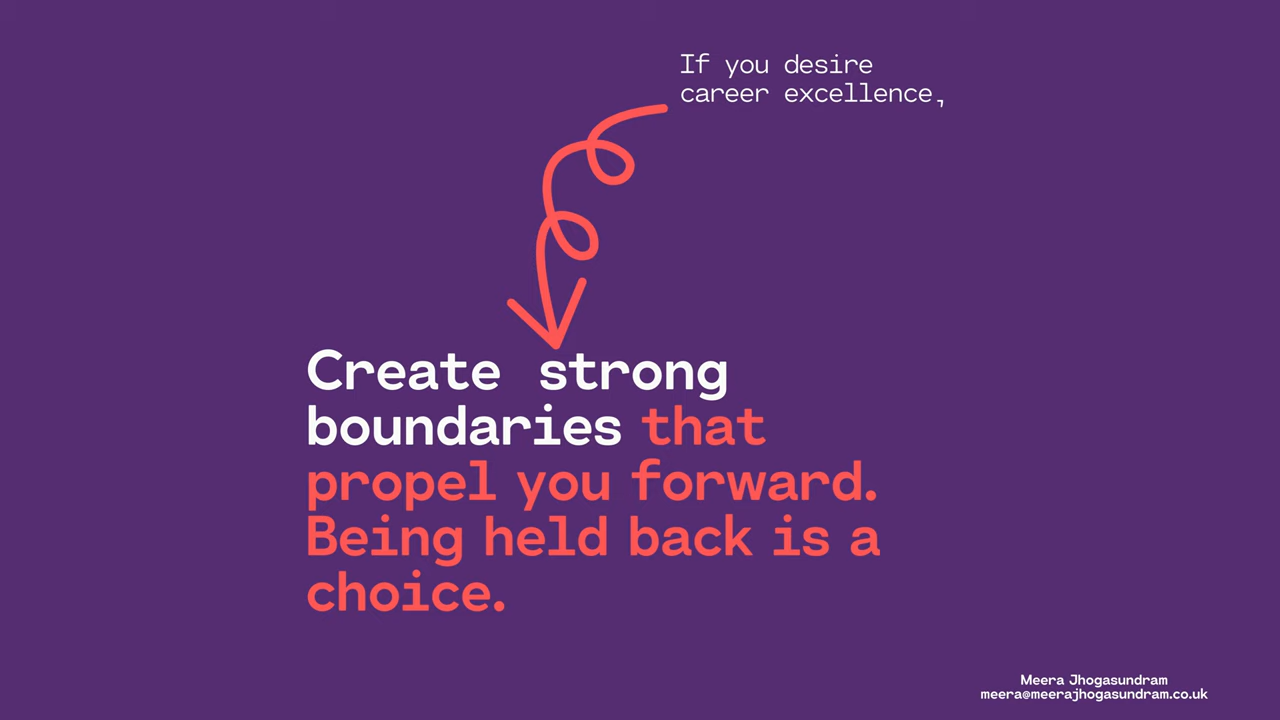 If you desire
career excellence,
Create strong
boundaries that
propel you forward.
Being held back is a
choice.
Meera Jhogasundram
meera@meerajhogasundram.co.uk